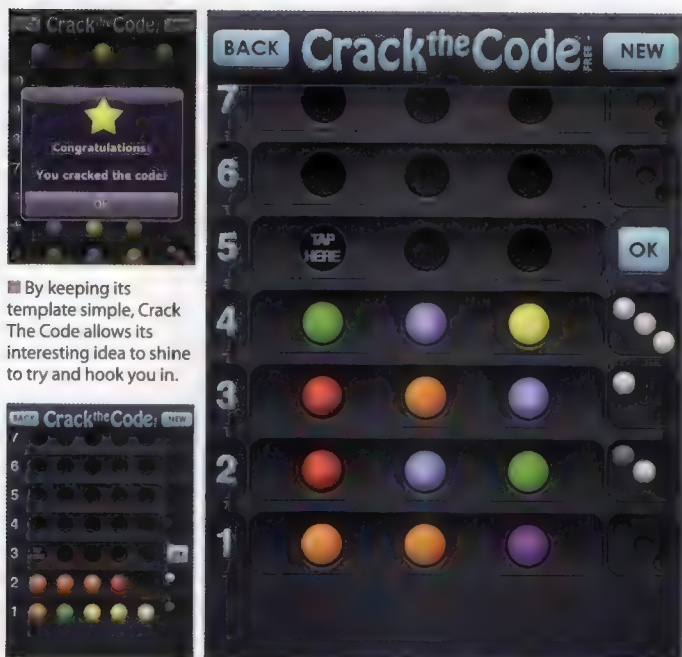 Crack the Code
Congratulations!
You cracked the code!
OK
By keeping its
template simple, Crack
The Code allows its
interesting idea to shine
to try and hook you in.
BACK Crack the Code NEW
7
6
5
4
3
2
1
BACK Crack the Code FREE NEW
7
6
5 TAP HERE OK
4
3
2
1